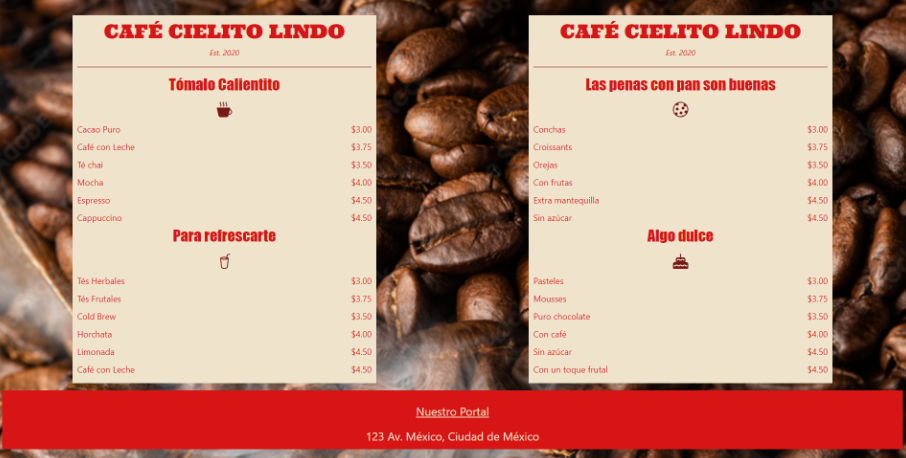 CAFÉ CIELITO LINDO
Est. 2020
Tómalo Calientito
Cacao Puro $3.00
Café con Leche $3.75
Té chai $3.50
Mocha $4.00
Espresso $4.50
Cappuccino $4.50
Para refrescarte
Tés Herbales $3.00
Tés Frutales $3.75
Cold Brew $3.50
Horchata $4.00
Limonada $4.50
Café con Leche $4.50
CAFÉ CIELITO LINDO
Est. 2020
Las penas con pan son buenas
Conchas $3.00
Croissants $3.75
Orejas $3.50
Con frutas $4.00
Extra mantequilla $4.50
Sin azúcar $4.50
Algo dulce
Pasteles $3.00
Mousses $3.75
Puro chocolate $3.50
Con café $4.00
Sin azúcar $4.50
Con un toque frutal $4.50
Nuestro Portal
123 Av. México, Ciudad de México